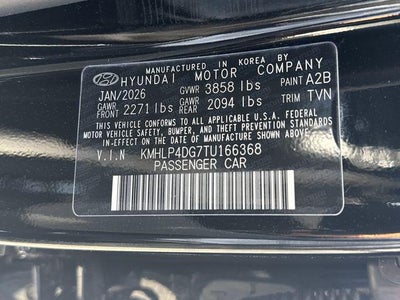 MANUFACTURED IN KOREA BY
HYUNDAI MOTOR COMPANY
JAN/2026 GVWR 3858 lbs PAINT A2B
GAWR FRONT 2271 lbs GAWR REAR 2094 lbs TRIM TVN
THIS VEHICLE CONFORMS TO ALL APPLICABLE U.S.A. FEDERAL
MOTOR VEHICLE SAFETY, BUMPER, AND THEFT PREVENTION STANDARDS
IN EFFECT ON THE DATE OF MANUFACTURE SHOWN ABOVE.
V.I.N KMHLP4DG7TU166368
PASSENGER CAR